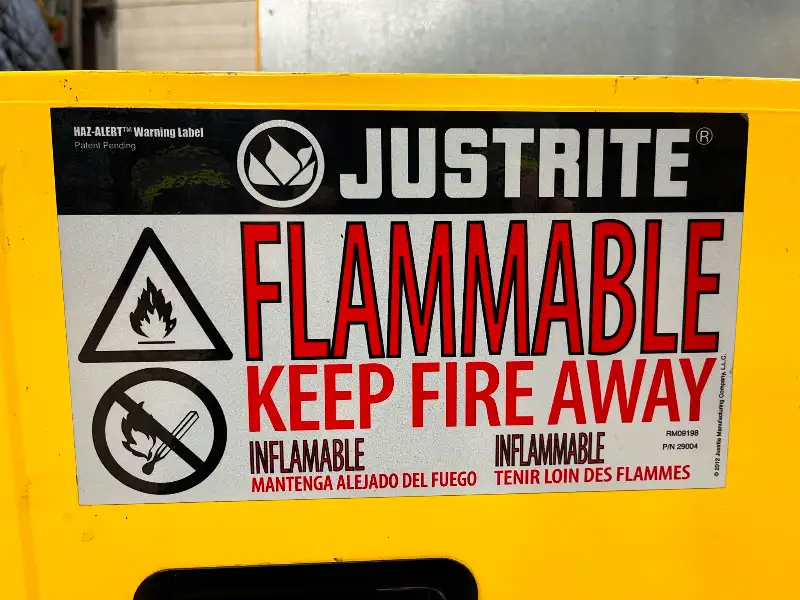 HAZ-ALERT™ Warning Label
Patent Pending
JUSTRITE®
FLAMMABLE
KEEP FIRE AWAY
INFLAMABLE
MANTENGA ALEJADO DEL FUEGO
INFLAMMABLE
TENIR LOIN DES FLAMMES
RM09198
P/N 29004
© 2012 Justrite Manufacturing Company, L.L.C.